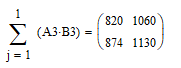 1
∑ (A3·B3) = (820 1060
874 1130)
j = 1